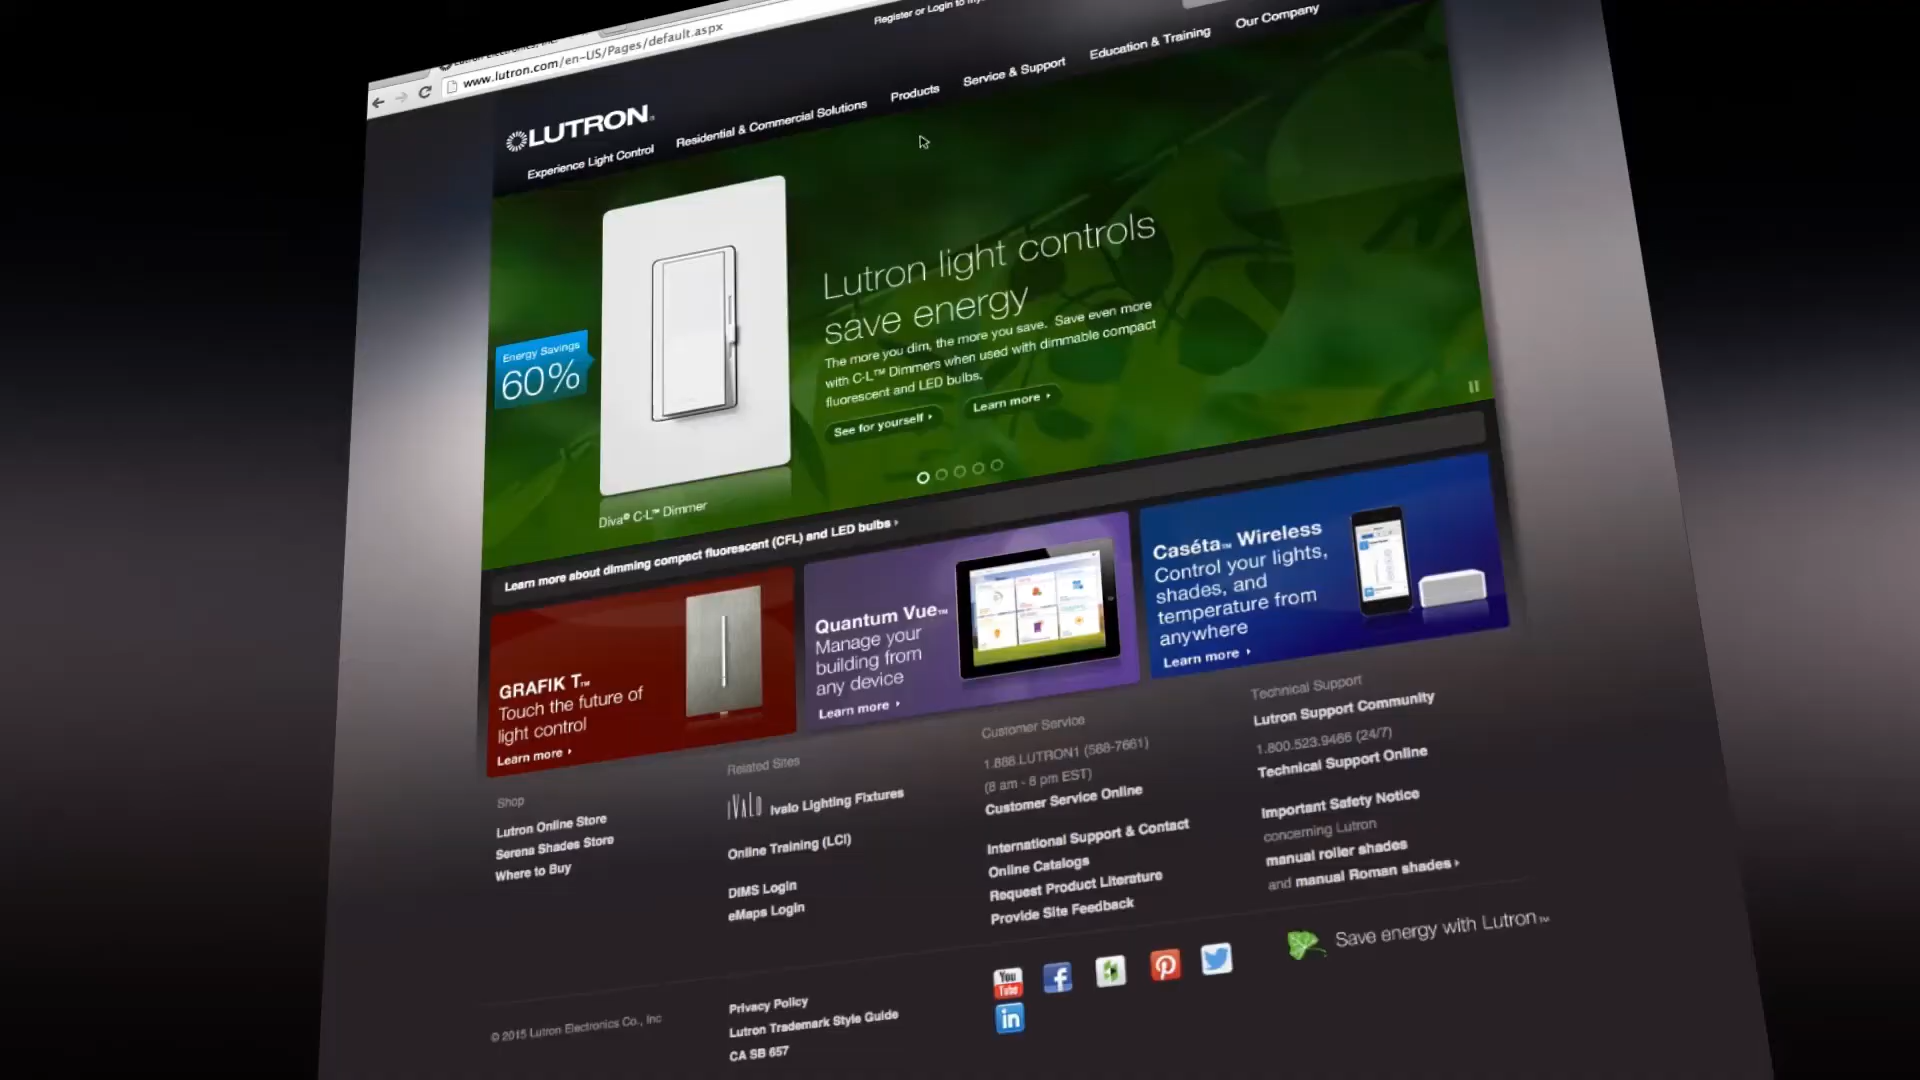 www.lutron.com/en-US/Pages/default.aspx
Register or Login to
LUTRON
Experience Light Control
Residential & Commercial Solutions
Products
Service & Support
Education & Training
Our Company
Energy Savings
60%
Lutron light controls
save energy
The more you dim, the more you save. Save even more
with C·L™ Dimmers when used with dimmable compact
fluorescent and LED bulbs.
See for yourself
Learn more
Diva® C·L™ Dimmer
Learn more about dimming compact fluorescent (CFL) and LED bulbs
GRAFIK T™
Touch the future of
light control
Learn more
Quantum Vue™
Manage your
building from
any device
Learn more
Caséta™ Wireless
Control your lights,
shades, and
temperature from
anywhere
Learn more
Shop
Lutron Online Store
Serena Shades Store
Where to Buy
Related Sites
IVALO Ivalo Lighting Fixtures
Online Training (LCI)
DIMS Login
eMaps Login
Customer Service
1.888.LUTRON1 (588-7661)
(8 am - 8 pm EST)
Customer Service Online
International Support & Contact
Online Catalogs
Request Product Literature
Provide Site Feedback
Technical Support
Lutron Support Community
1.800.523.9466 (24/7)
Technical Support Online
Important Safety Notice
concerning Lutron
manual roller shades
and manual Roman shades
© 2015 Lutron Electronics Co., Inc
Privacy Policy
Lutron Trademark Style Guide
CA SB 657
You
Tube
in
Save energy with Lutron™